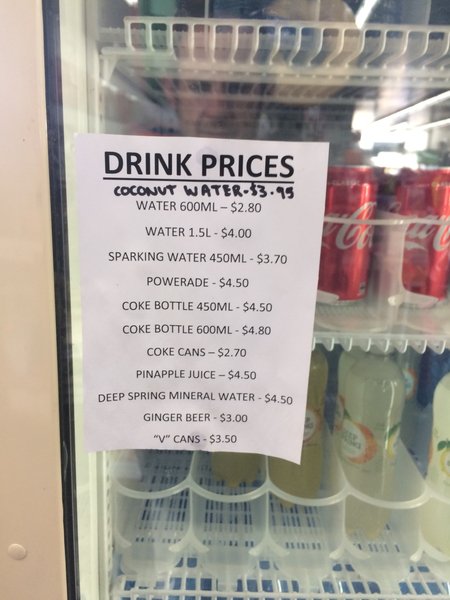 DRINK PRICES
COCONUT WATER-$3.95
WATER 600ML – $2.80
WATER 1.5L - $4.00
SPARKING WATER 450ML - $3.70
POWERADE - $4.50
COKE BOTTLE 450ML - $4.50
COKE BOTTLE 600ML - $4.80
COKE CANS – $2.70
PINAPPLE JUICE – $4.50
DEEP SPRING MINERAL WATER - $4.50
GINGER BEER - $3.00
"V" CANS - $3.50